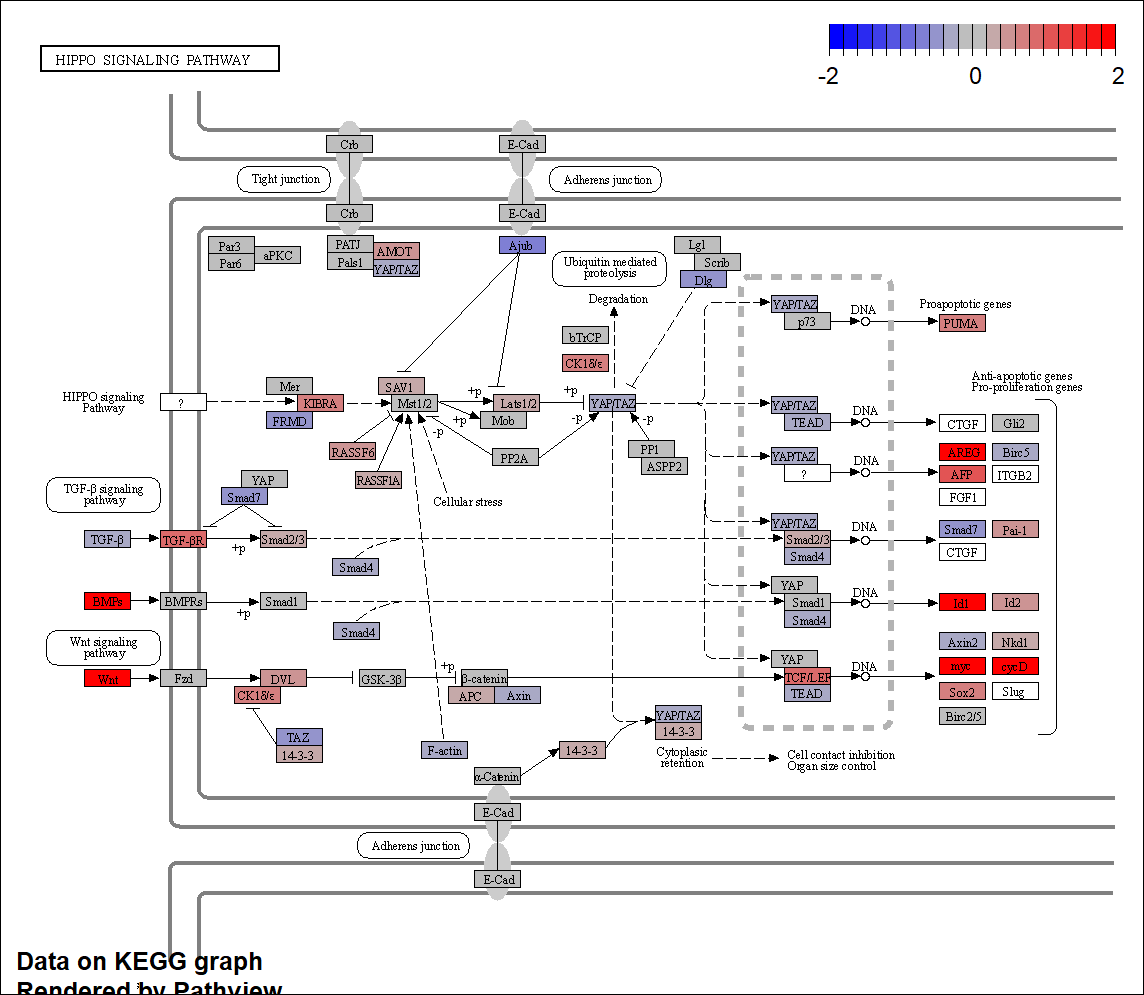 HIPPO SIGNALING PATHWAY
-2 0 2
Crb
E-Cad
Tight junction
Adherens junction
Crb
E-Cad
Par3
aPKC
Par6
PATJ
AMOT
Pals1
YAP/TAZ
Ajub
Ubiquitin mediated
proteolysis
Lgl
Scrib
Dlg
Degradation
bTrCP
CK1δ/ε
YAP/TAZ
p73
DNA
Proapoptotic genes
PUMA
Anti-apoptotic genes
Pro-proliferation genes
HIPPO signaling
Pathway
?
Mer
KIBRA
FRMD
SAV1
Mst1/2
+p
+p
-p
Lats1/2
Mob
+p
-p
YAP/TAZ
-p
RASSF6
RASSF1A
PP2A
PP1
ASPP2
Cellular stress
YAP/TAZ
TEAD
DNA
CTGF
Gli2
YAP/TAZ
?
DNA
AREG
Birc5
AFP
ITGB2
FGF1
TGF-β signaling
pathway
YAP
Smad7
TGF-β
TGF-βR
+p
Smad2/3
Smad4
YAP/TAZ
Smad2/3
Smad4
DNA
Smad7
Pai-1
CTGF
BMPs
BMPRs
+p
Smad1
Smad4
YAP
Smad1
Smad4
DNA
Id1
Id2
Wnt signaling
pathway
Wnt
Fzd
DVL
CK1δ/ε
GSK-3β
+p
β-catenin
APC
Axin
YAP
TCF/LEF
TEAD
DNA
Axin2
Nkd1
myc
cycD
Sox2
Slug
Birc2/5
TAZ
14-3-3
F-actin
14-3-3
YAP/TAZ
14-3-3
Cytoplasic
retention
Cell contact inhibition
Organ size control
α-Catenin
E-Cad
Adherens junction
E-Cad
Data on KEGG graph
Rendered by Pathview